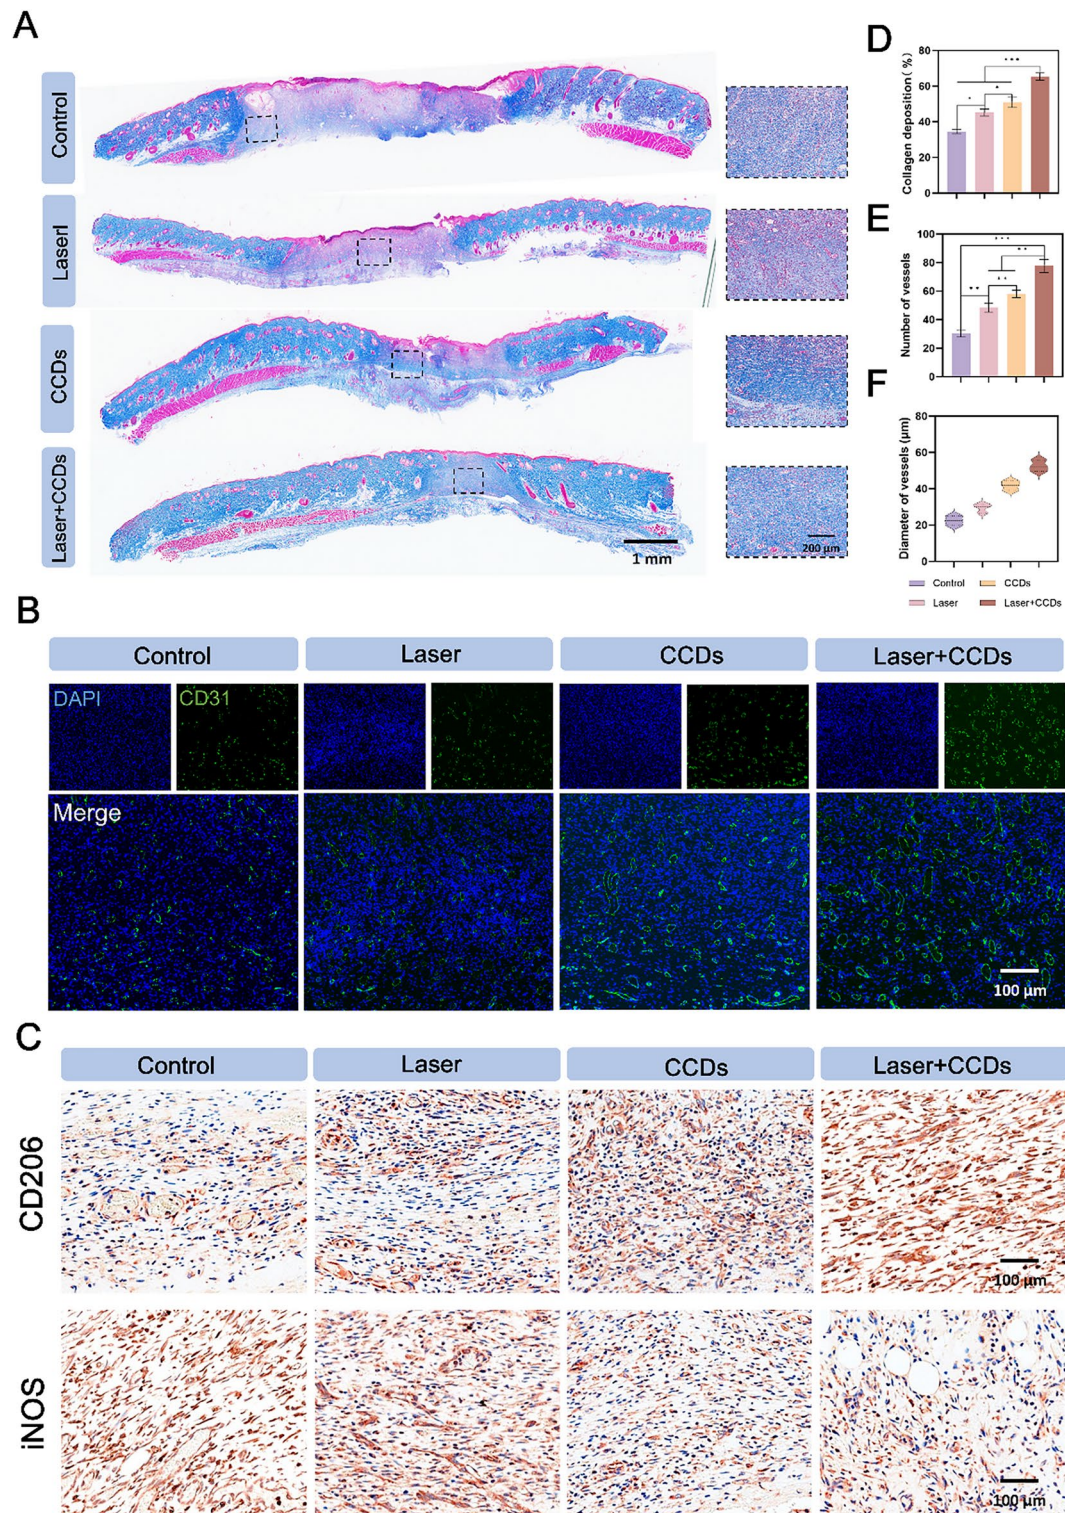 A
Control
Laserl
CCDs
Laser+CCDs
1 mm
200 μm
D
Collagen deposition (%)
80
60
40
20
0
* 
*
***
E
Number of vessels
100
80
60
40
20
0
**
**
***
**
F
Diameter of vessels (μm)
80
60
40
20
0
Control
CCDs
Laser
Laser+CCDs
B
Control
Laser
CCDs
Laser+CCDs
DAPI
CD31
Merge
100 μm
C
Control
Laser
CCDs
Laser+CCDs
CD206
100 μm
iNOS
100 μm